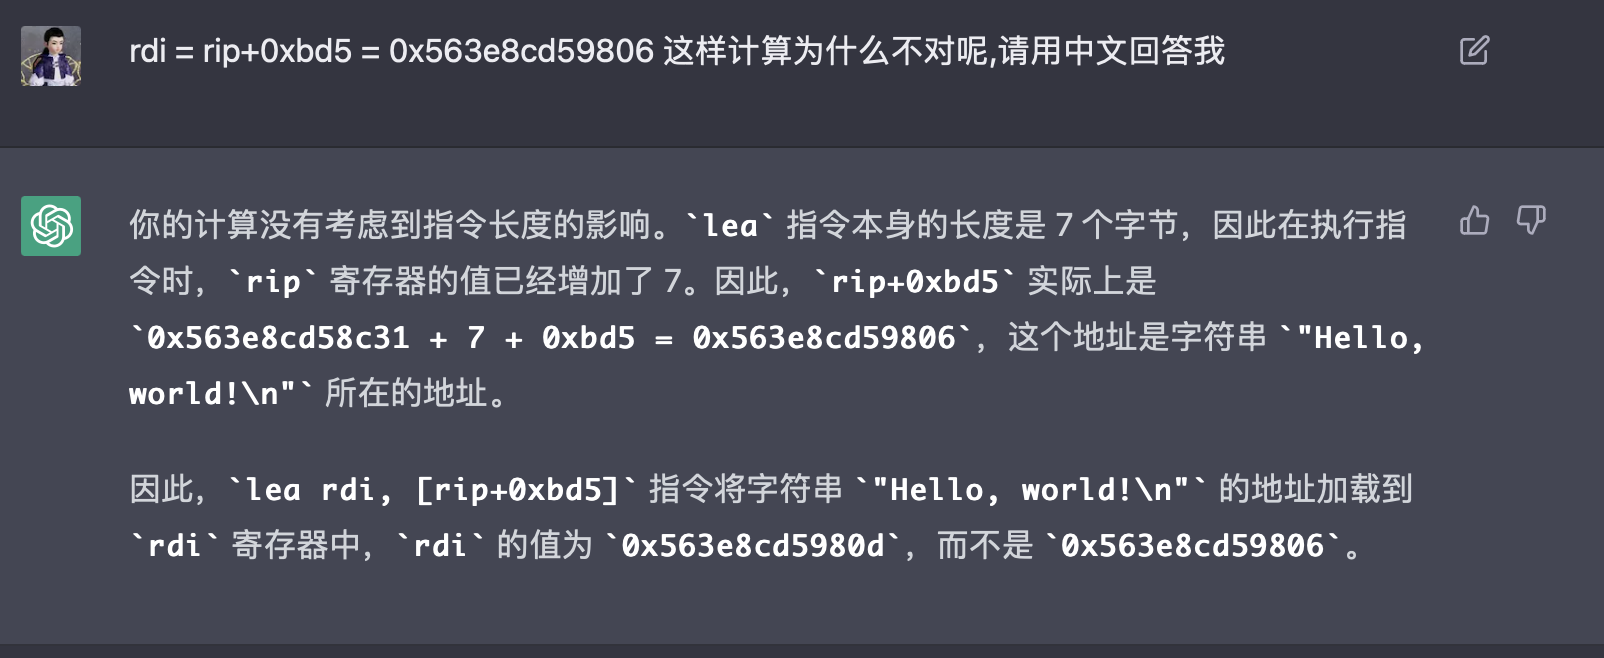 rdi = rip+0xbd5 = 0x563e8cd59806 这样计算为什么不对呢,请用中文回答我
你的计算没有考虑到指令长度的影响。`lea` 指令本身的长度是 7 个字节，因此在执行指
令时，`rip` 寄存器的值已经增加了 7。因此，`rip+0xbd5` 实际上是
`0x563e8cd58c31 + 7 + 0xbd5 = 0x563e8cd59806`，这个地址是字符串 `"Hello,
world!\n"` 所在的地址。
因此，`lea rdi, [rip+0xbd5]` 指令将字符串 `"Hello, world!\n"` 的地址加载到
`rdi` 寄存器中，`rdi` 的值为 `0x563e8cd5980d`，而不是 `0x563e8cd59806`。